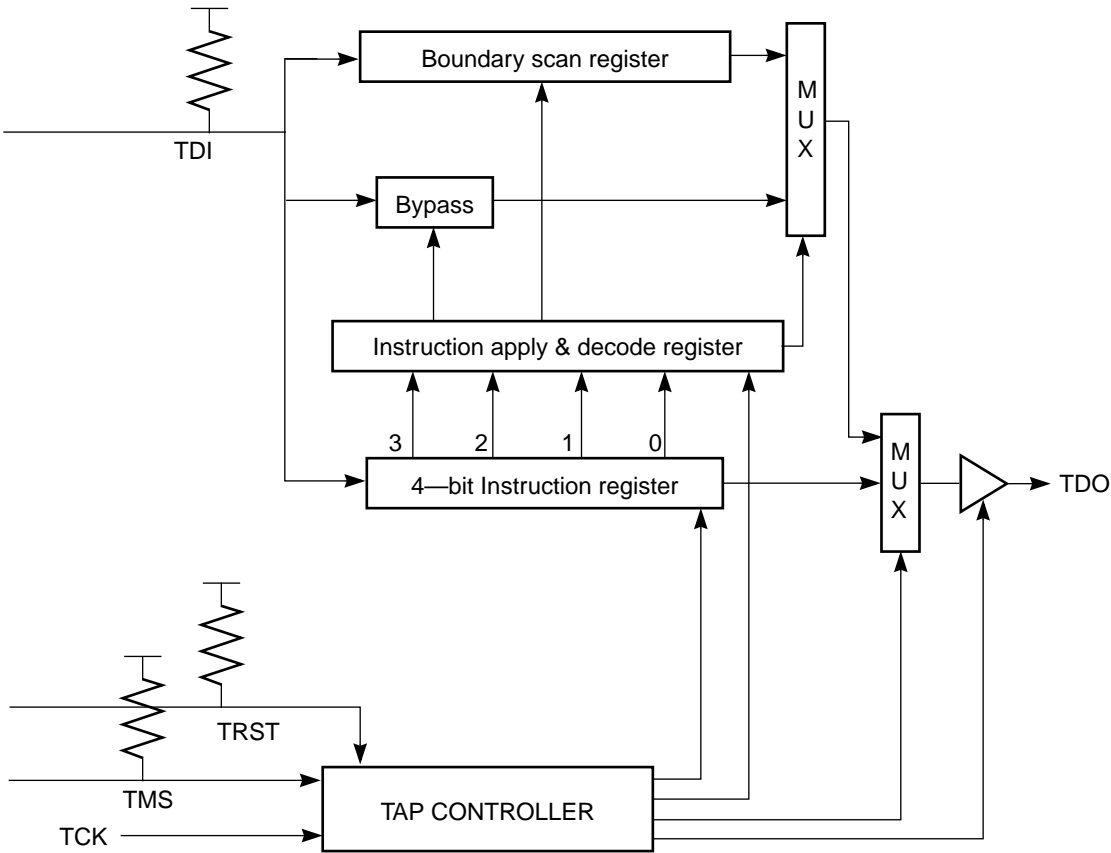 Boundary scan register
M
U
X
TDI
Bypass
Instruction apply & decode register
3 2 1 0
4—bit Instruction register
M
U
X
TDO
TRST
TMS
TAP CONTROLLER
TCK